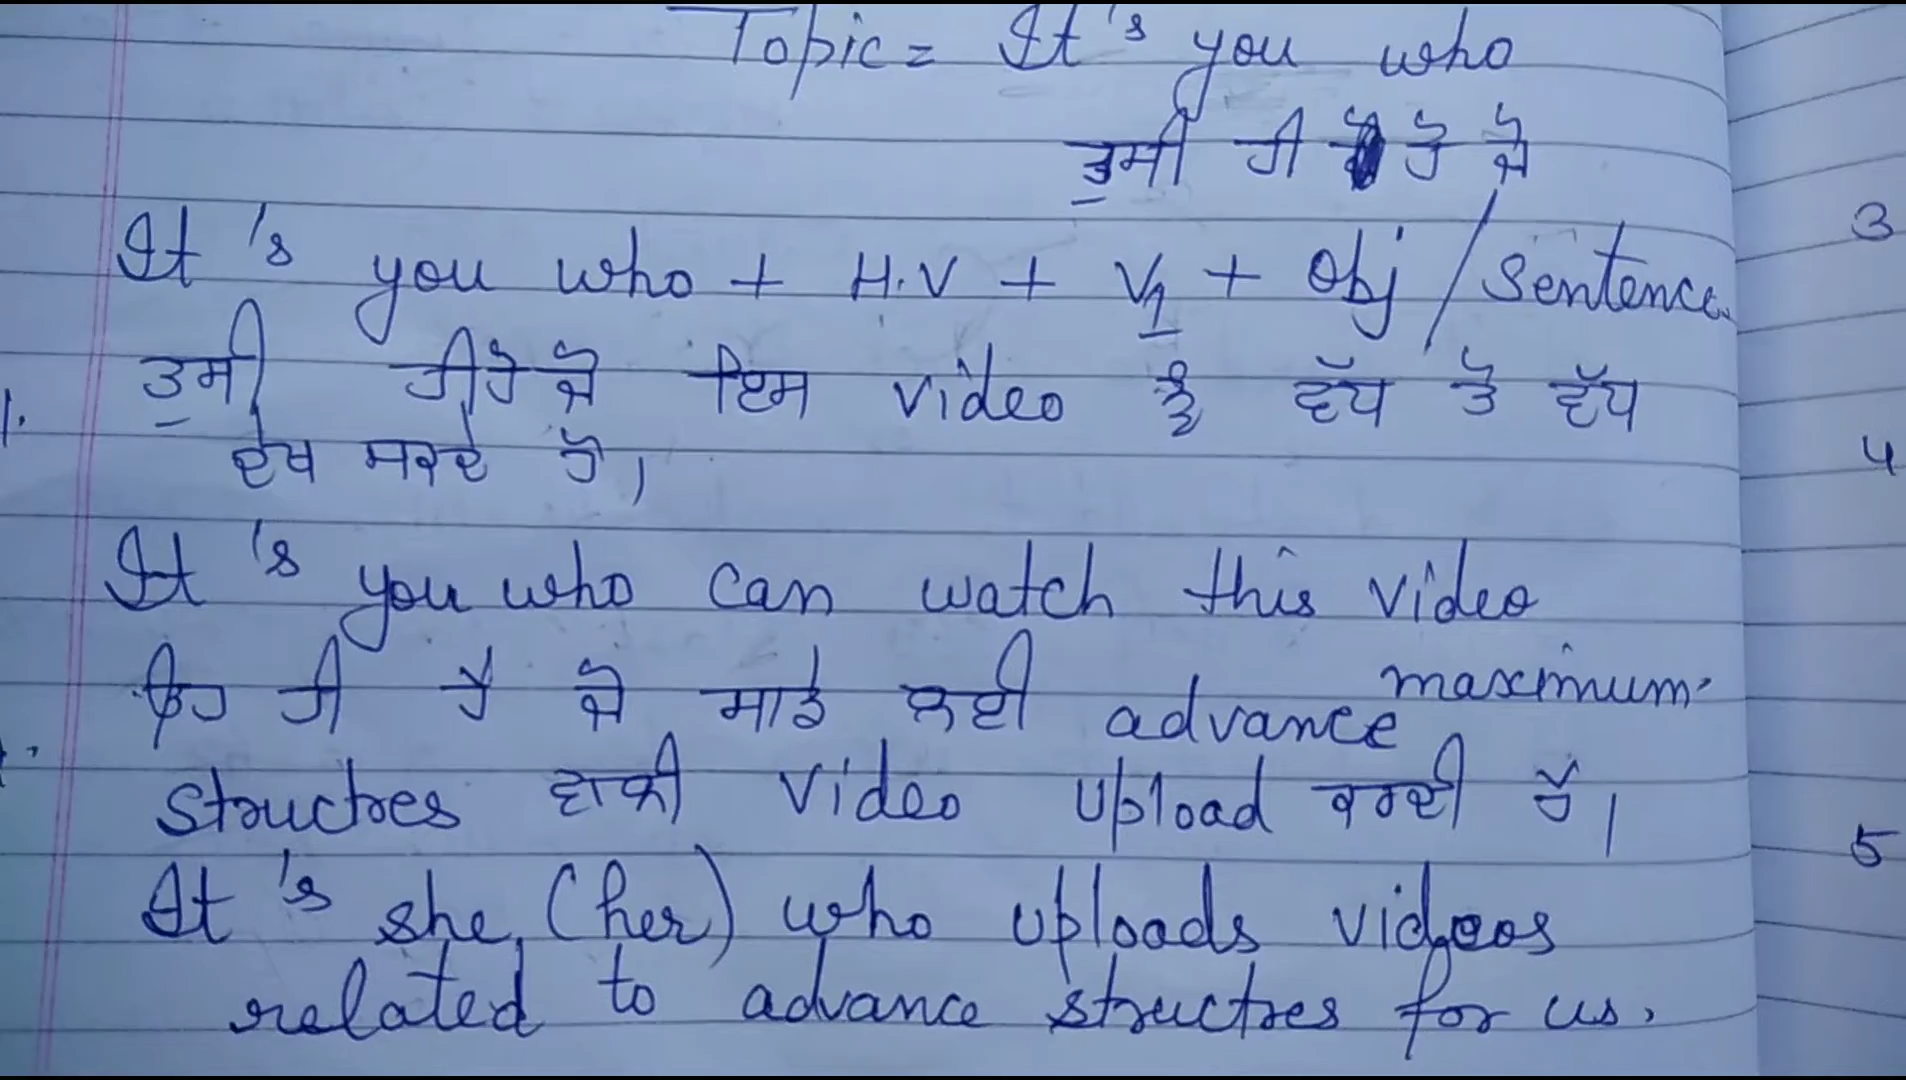 Topic = It's you who
ਤੁਸੀ ਹੀ ਹੋ ਜੋ
It's you who + H.V + V1 + Obj / Sentence.
1. ਤੁਸੀ ਹੀ ਹੋ ਜੋ ਇਸ video ਨੂੰ ਵੱਧ ਤੋ ਵੱਧ
ਦੇਖ ਸਕਦੇ ਹੋ।
It's you who can watch this video
maximum.
ਉਹ ਹੀ ਹੈ ਜੋ ਸਾਡੇ ਲਈ advance
structres ਵਾਲੀ video upload ਕਰਦੀ ਹੈ।
It's she (her) who uploads videos
related to advance structres for us.
3
4
5